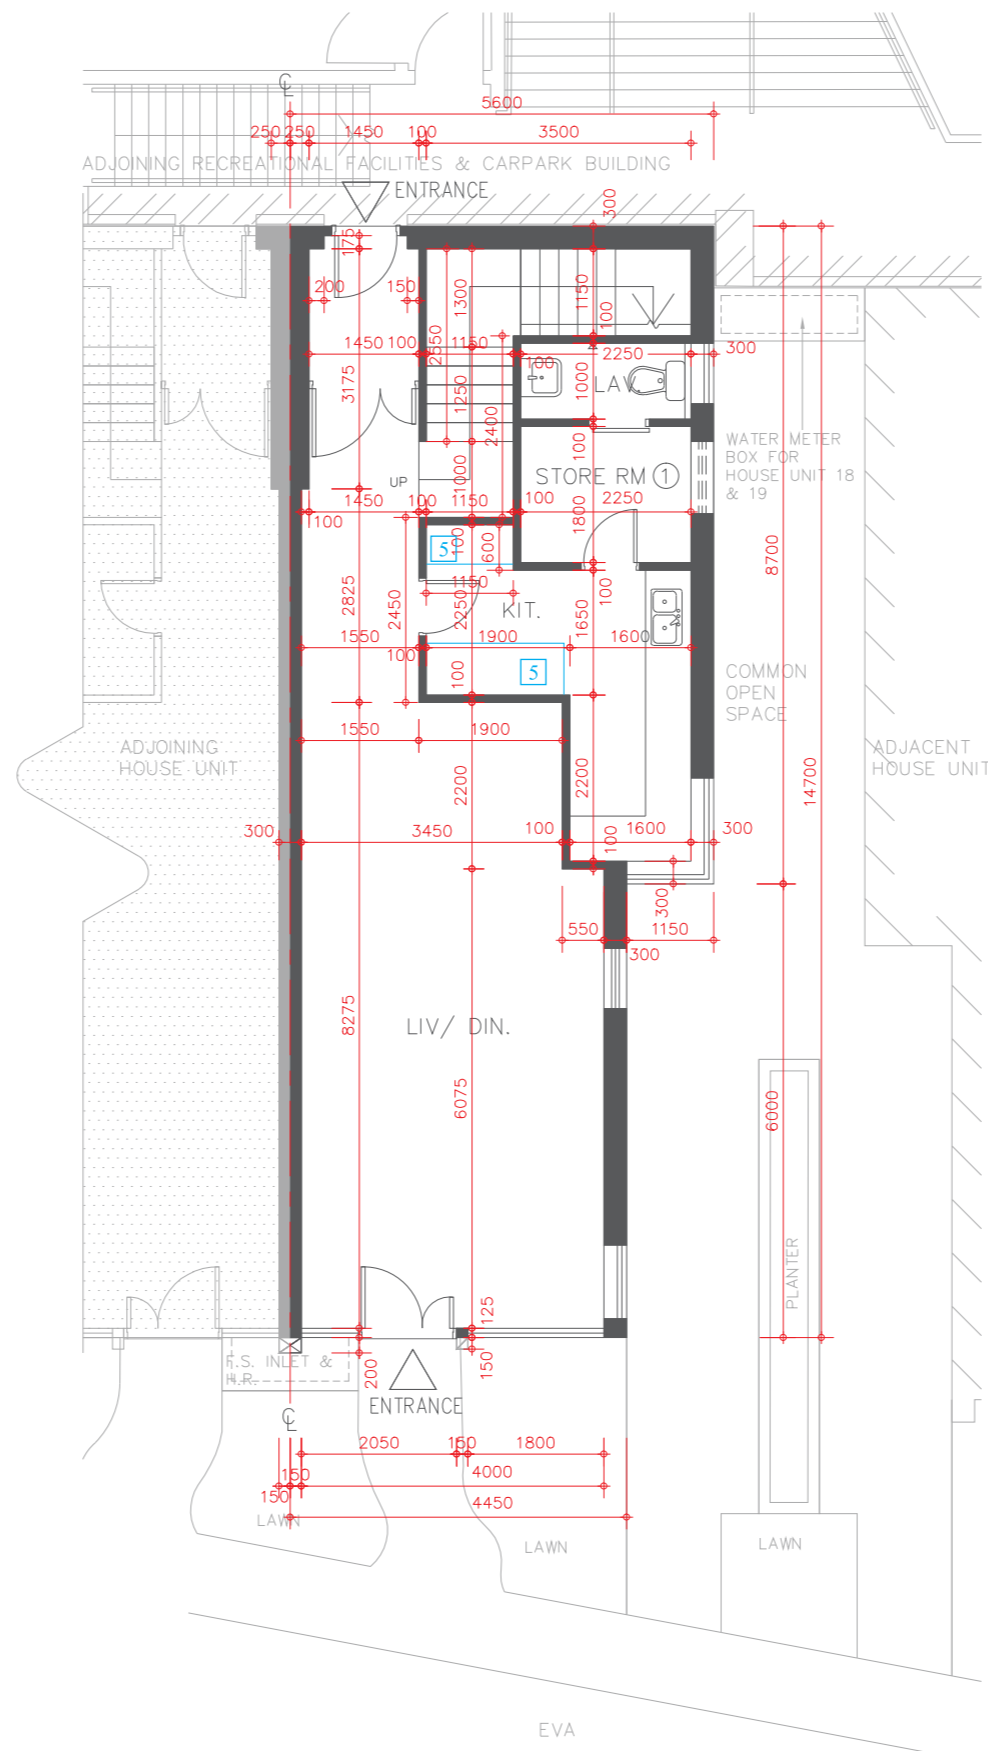 ℄
5600
250 250 1450 100 3500
ADJOINING RECREATIONAL FACILITIES & CARPARK BUILDING
ENTRANCE
300
175
200 150
1300
1150
100
2550
1450 100 1150
100
2250
300
3175
1250
1000
LAV.
2400
100
WATER METER
BOX FOR
HOUSE UNIT 18
& 19
STORE RM 1
UP
1000
1450 100 1150 100 2250
100
1800
5
100
600
8700
1150
100
2825
2450
2250
KIT.
1650
1550
100
1900 1600
5
100
COMMON
OPEN
SPACE
1550 1900
ADJOINING
HOUSE UNIT
ADJACENT
HOUSE UNIT
2200
2200
14700
300 3450 100 1600 300
100
300
550
300
1150
8275
LIV/ DIN.
6075
6000
PLANTER
125
F.S. INLET &
H.R.
200
150
ENTRANCE
℄
2050 150 1800
150
150
4000
4450
LAWN
LAWN
LAWN
EVA